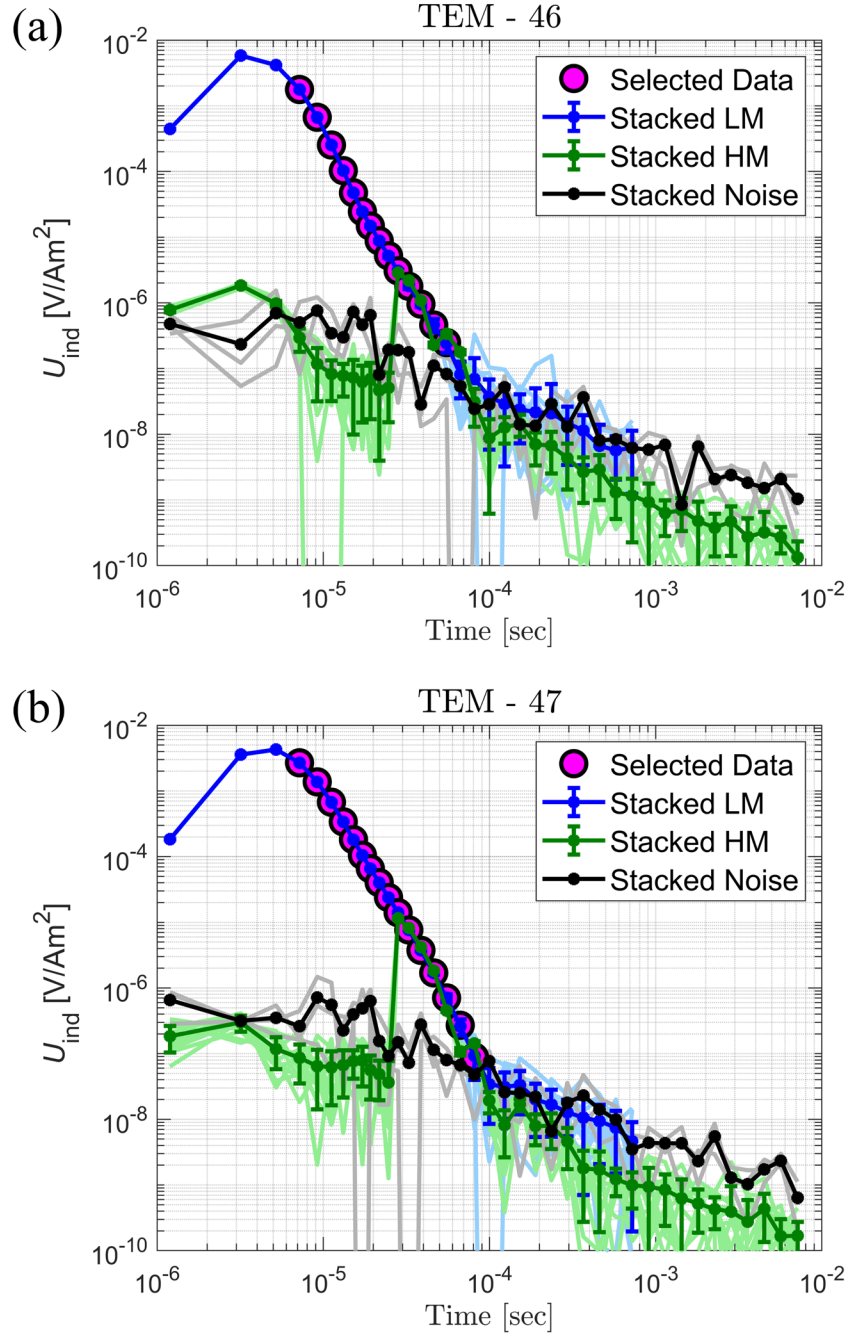 (a)
TEM - 46
10^-2
10^-4
10^-6
10^-8
10^-10
U_ind [V/Am^2]
Selected Data
Stacked LM
Stacked HM
Stacked Noise
10^-6 10^-5 10^-4 10^-3 10^-2
Time [sec]
(b)
TEM - 47
10^-2
10^-4
10^-6
10^-8
10^-10
U_ind [V/Am^2]
Selected Data
Stacked LM
Stacked HM
Stacked Noise
10^-6 10^-5 10^-4 10^-3 10^-2
Time [sec]